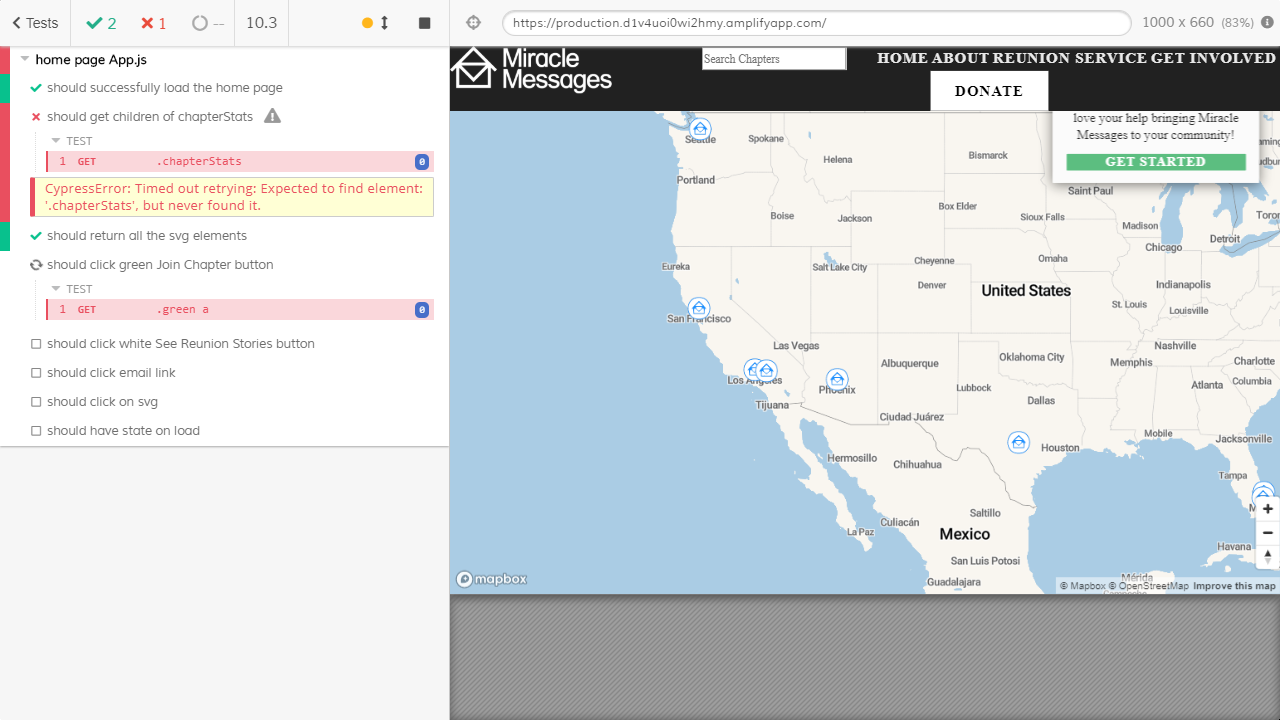 Tests
2
1
--
10.3
https://production.d1v4uoi0wi2hmy.amplifyapp.com/
1000 x 660 (83%)
home page App.js
should successfully load the home page
should get children of chapterStats
TEST
1 GET .chapterStats 0
CypressError: Timed out retrying: Expected to find element:
'.chapterStats', but never found it.
should return all the svg elements
should click green Join Chapter button
TEST
1 GET .green a 0
should click white See Reunion Stories button
should click email link
should click on svg
should have state on load
Miracle
Messages
Search Chapters
HOME ABOUT REUNION SERVICE GET INVOLVED
DONATE
love your help bringing Miracle
Messages to your community!
GET STARTED
Seattle
Spokane
Helena
Bismarck
Portland
Saint Paul
Boise
Jackson
Box Elder
Sioux Falls
Madison
Detroit
Chicago
Eureka
Salt Lake City
Cheyenne
Omaha
Denver
United States
Indianapolis
St. Louis
Louisville
San Francisco
Las Vegas
Nashville
Albuquerque
Oklahoma City
Memphis
Charlotte
Los Angeles
Phoenix
Lubbock
Atlanta
Columbia
Tijuana
Dallas
Ciudad Juárez
Mobile
Jacksonville
Houston
Hermosillo
Chihuahua
Tampa
Saltillo
Culiacán
La Paz
Mexico
Havana
San Luis Potosi
Mérida
Guadalajara
mapbox
© Mapbox © OpenStreetMap Improve this map